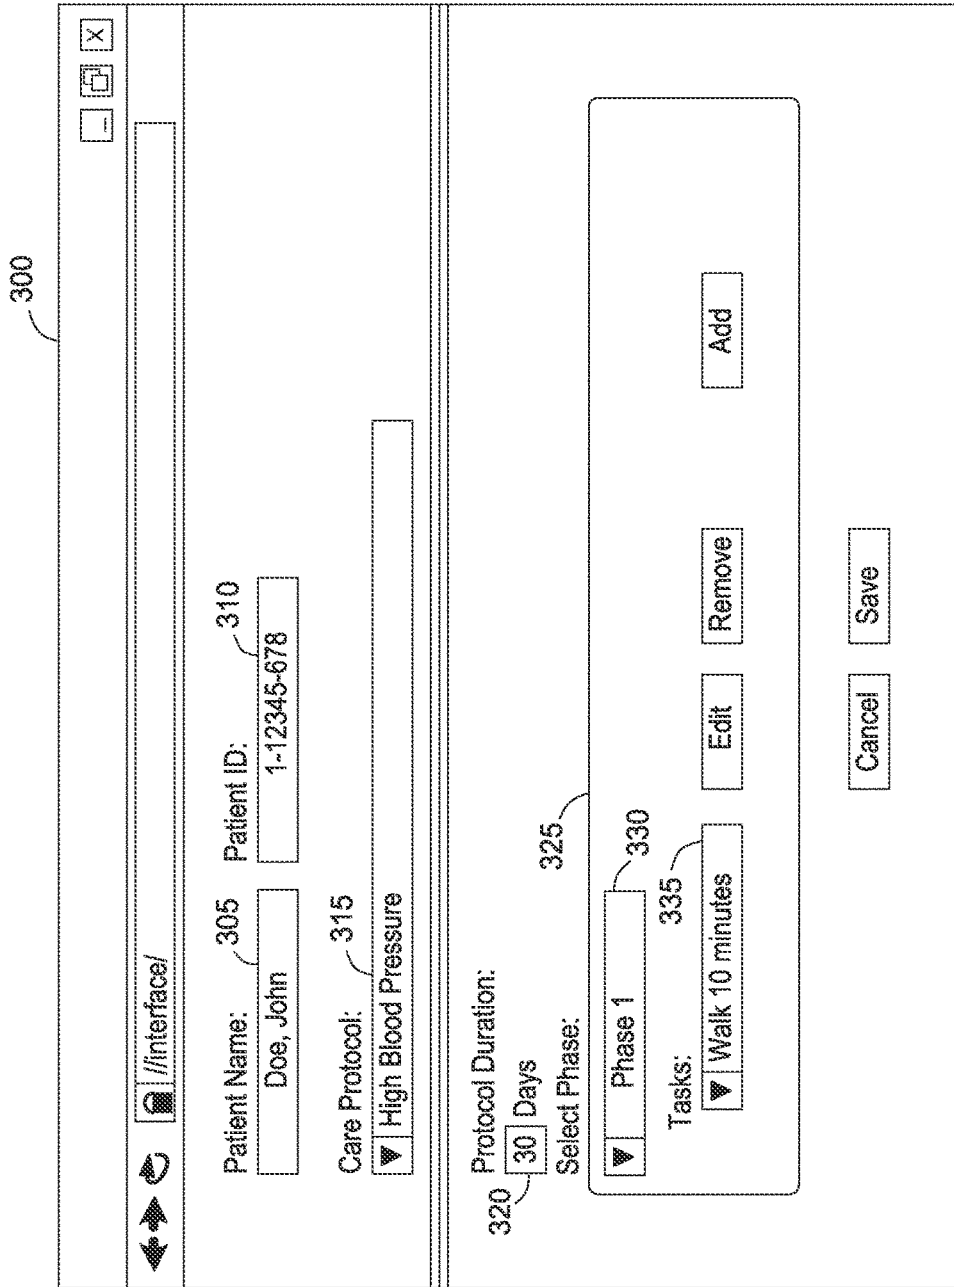 300
_ X
//interface/
Patient Name: 305 Patient ID: 310
Doe, John 1-12345-678
Care Protocol: 315
High Blood Pressure
Protocol Duration:
320 30 Days
Select Phase: 325
Phase 1 330
Tasks: 335
Walk 10 minutes Edit Remove Add
Cancel Save